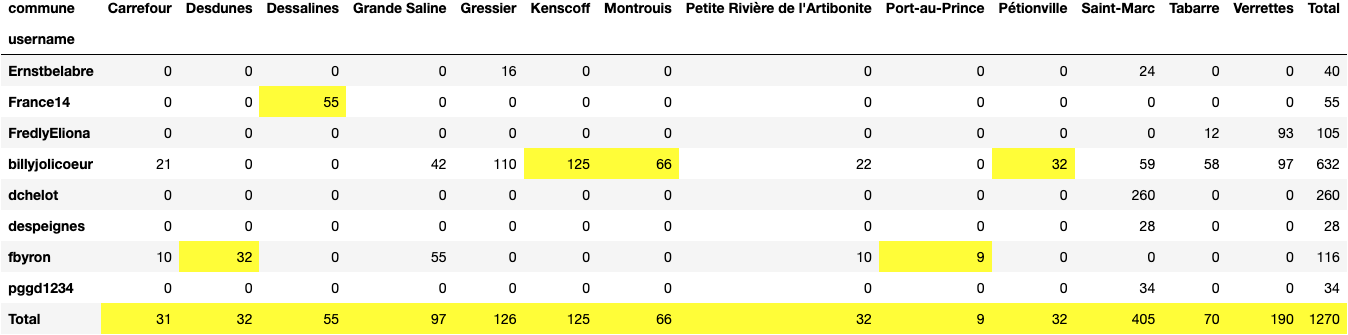 commune Carrefour Desdunes Dessalines Grande Saline Gressier Kenscoff Montrouis Petite Rivière de l'Artibonite Port-au-Prince Pétionville Saint-Marc Tabarre Verrettes Total
username
Ernstbelabre 0 0 0 0 16 0 0 0 0 0 24 0 0 40
France14 0 0 55 0 0 0 0 0 0 0 0 0 0 55
FredlyEliona 0 0 0 0 0 0 0 0 0 0 0 12 93 105
billyjolicoeur 21 0 0 42 110 125 66 22 0 32 59 58 97 632
dchelot 0 0 0 0 0 0 0 0 0 0 260 0 0 260
despeignes 0 0 0 0 0 0 0 0 0 0 28 0 0 28
fbyron 10 32 0 55 0 0 0 10 9 0 0 0 0 116
pggd1234 0 0 0 0 0 0 0 0 0 0 34 0 0 34
Total 31 32 55 97 126 125 66 32 9 32 405 70 190 1270